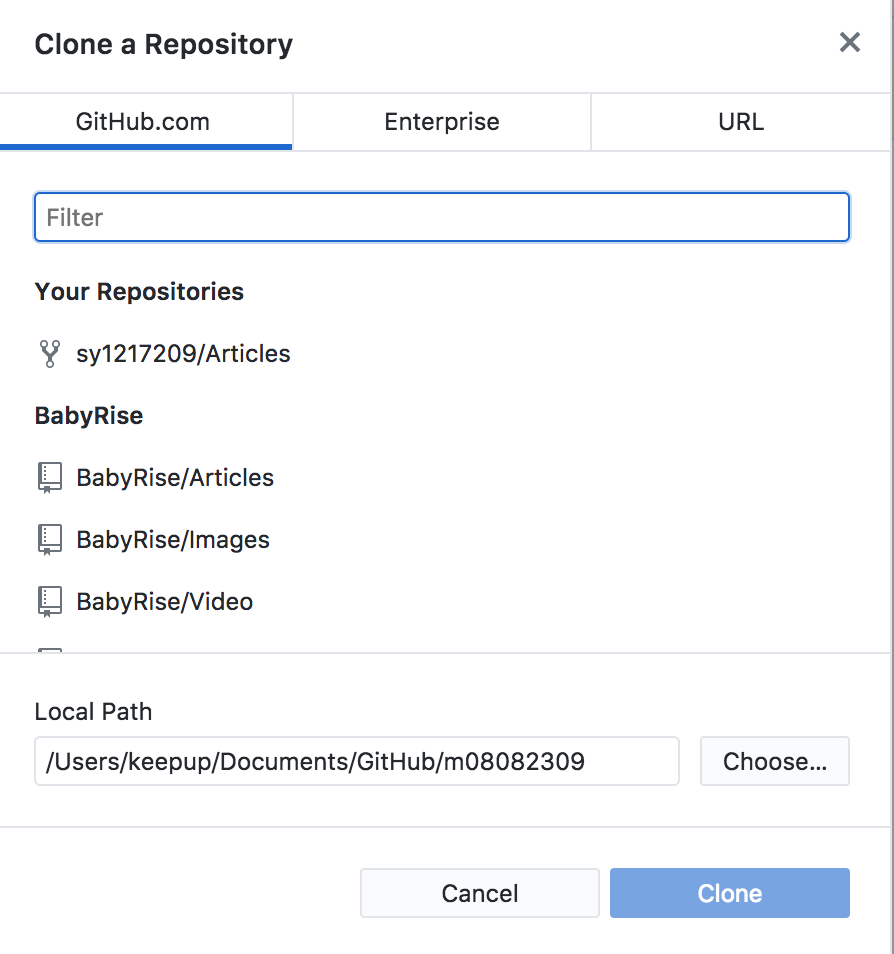 Clone a Repository
GitHub.com Enterprise URL
Filter
Your Repositories
sy1217209/Articles
BabyRise
BabyRise/Articles
BabyRise/Images
BabyRise/Video
Local Path
/Users/keepup/Documents/GitHub/m08082309 Choose...
Cancel Clone